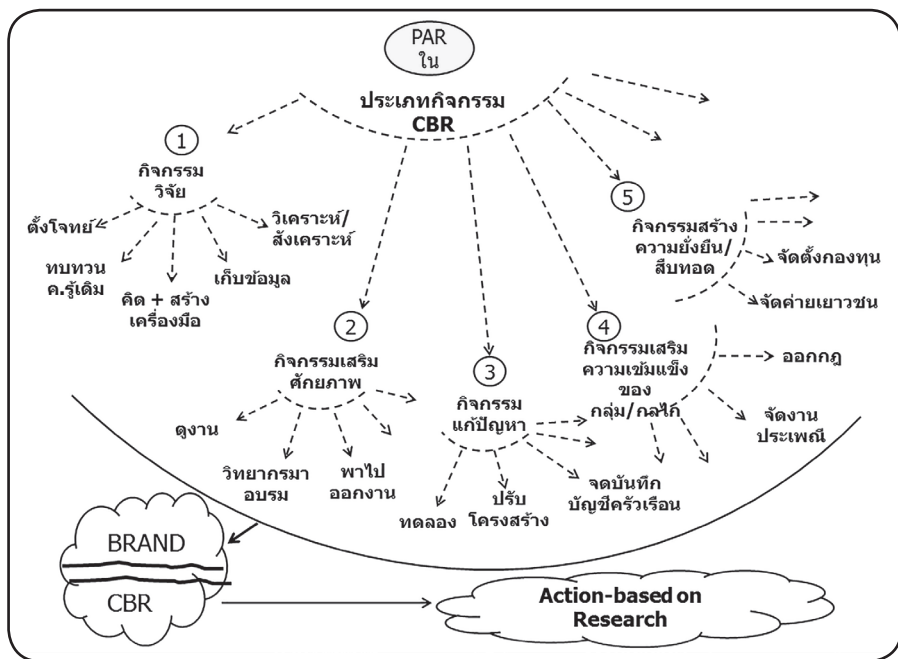 PAR
ใน
ประเภทกิจกรรม
CBR
1
กิจกรรม
วิจัย
ตั้งโจทย์
ทบทวน
ค.รู้เดิม
คิด + สร้าง
เครื่องมือ
เก็บข้อมูล
วิเคราะห์/
สังเคราะห์
2
กิจกรรมเสริม
ศักยภาพ
ดูงาน
วิทยากรมา
อบรม
พาไป
ออกงาน
3
กิจกรรม
แก้ปัญหา
ทดลอง
ปรับ
โครงสร้าง
จดบันทึก
บัญชีครัวเรือน
4
กิจกรรมเสริม
ความเข้มแข็ง
ของ
กลุ่ม/กลไก
ออกกฎ
จัดงาน
ประเพณี
5
กิจกรรมสร้าง
ความยั่งยืน/
สืบทอด
จัดตั้งกองทุน
จัดค่ายเยาวชน
BRAND
CBR
Action-based on
Research